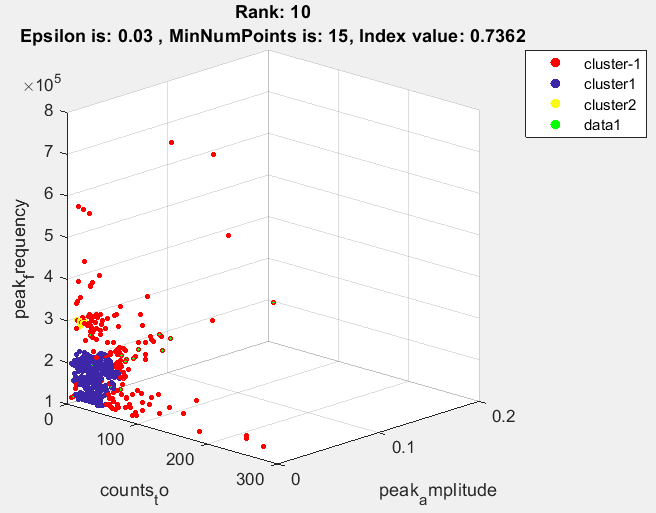 Rank: 10
Epsilon is: 0.03 , MinNumPoints is: 15, Index value: 0.7362
×10⁵
8
7
6
5
4
3
2
1
peak_frequency
0
100
200
300
counts_to
0
0.1
0.2
peak_amplitude
cluster-1
cluster1
cluster2
data1